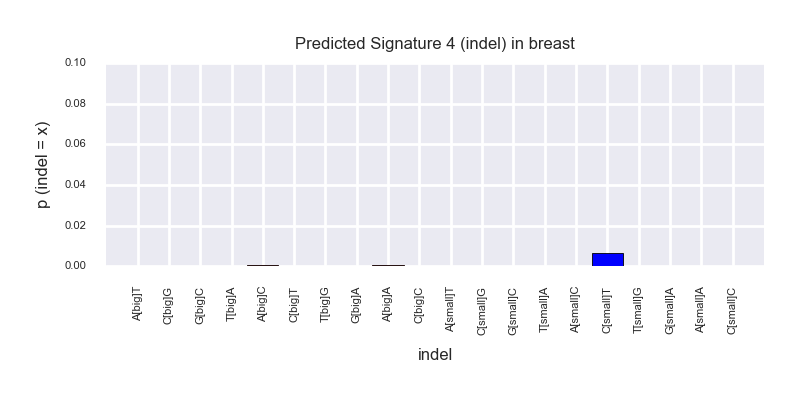 Predicted Signature 4 (indel) in breast
p (indel = x)
0.10
0.08
0.06
0.04
0.02
0.00
A[big]T
C[big]G
G[big]C
T[big]A
A[big]C
C[big]T
T[big]G
G[big]A
A[big]A
C[big]C
A[small]T
C[small]G
G[small]C
T[small]A
A[small]C
C[small]T
T[small]G
G[small]A
A[small]A
C[small]C
indel